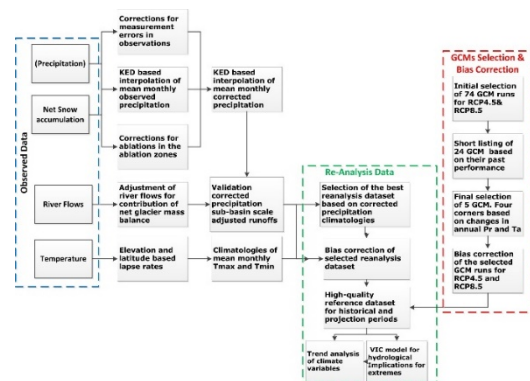 Observed Data
(Precipitation)
Net Snow
accumulation
River Flows
Temperature
Corrections for
measurement
errors in
observations
KED based
interpolation of
mean monthly
observed
precipitation
Corrections for
ablations in the
ablation zones
Adjustment of
river flows for
contribution of
net glacier mass
balance
Elevation and
latitude based
lapse rates
KED based
interpolation of
mean monthly
corrected
precipitation
Validation
corrected
precipitation
sub-basin scale
adjusted runoffs
Climatologies of
mean monthly
Tmax and Tmin
Re-Analysis Data
Selection of the best
reanalysis dataset
based on corrected
precipitation
climatologies
Bias correction of
selected reanalysis
dataset
High-quality
reference dataset
for historical and
projection periods
Trend analysis
of climate
variables
VIC model for
hydrological
Implications for
extremes
GCMs Selection &
Bias Correction
Initial selection
of 74 GCM runs
for RCP4.5&
RCP8.5
Short listing of
24 GCM based
on their past
performance
Final selection
of 5 GCM. Four
corners based
on changes in
annual Pr and Ta
Bias correction
of the selected
GCM runs for
RCP4.5 and
RCP8.5